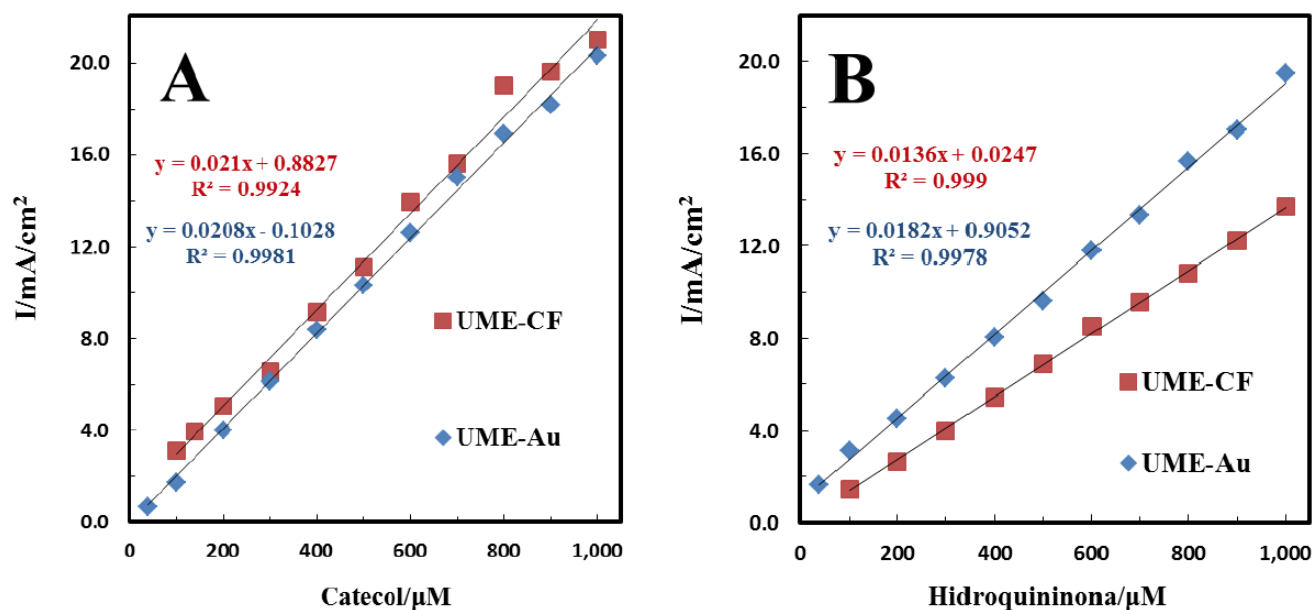 A
I/mA/cm²
20.0
16.0
12.0
8.0
4.0
0.0
y = 0.021x + 0.8827
R² = 0.9924
y = 0.0208x - 0.1028
R² = 0.9981
UME-CF
UME-Au
0 200 400 600 800 1,000
Catecol/µM
B
I/mA/cm²
20.0
16.0
12.0
8.0
4.0
0.0
y = 0.0136x + 0.0247
R² = 0.999
y = 0.0182x + 0.9052
R² = 0.9978
UME-CF
UME-Au
0 200 400 600 800 1,000
Hidroquininona/µM